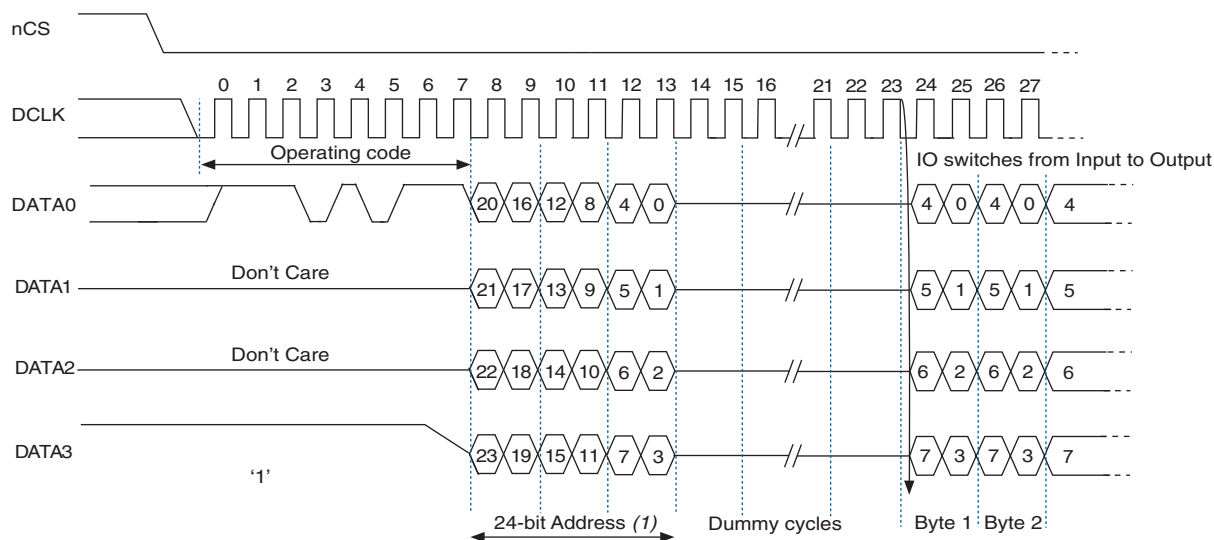 nCS
0 1 2 3 4 5 6 7 8 9 10 11 12 13 14 15 16 21 22 23 24 25 26 27
DCLK
Operating code
IO switches from Input to Output
DATA0 20 16 12 8 4 0 4 0 4 0 4
Don't Care
DATA1 21 17 13 9 5 1 5 1 5 1 5
Don't Care
DATA2 22 18 14 10 6 2 6 2 6 2 6
DATA3 23 19 15 11 7 3 7 3 7 3 7
‘1’
24-bit Address (1) Dummy cycles Byte 1 Byte 2